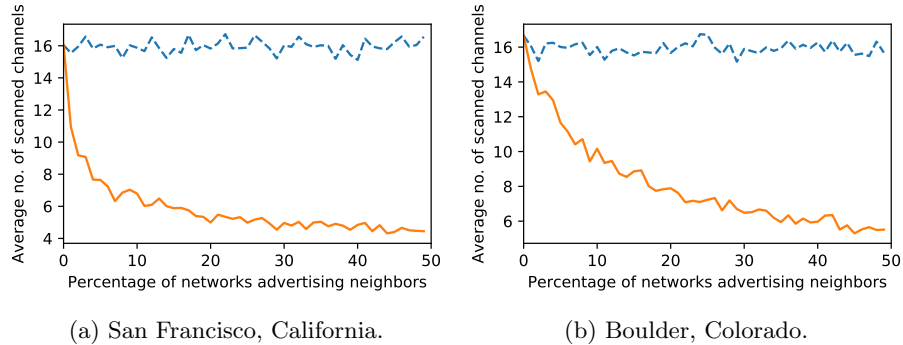 Average no. of scanned channels
16
14
12
10
8
6
4
0 10 20 30 40 50
Percentage of networks advertising neighbors
(a) San Francisco, California.
Average no. of scanned channels
16
14
12
10
8
6
0 10 20 30 40 50
Percentage of networks advertising neighbors
(b) Boulder, Colorado.